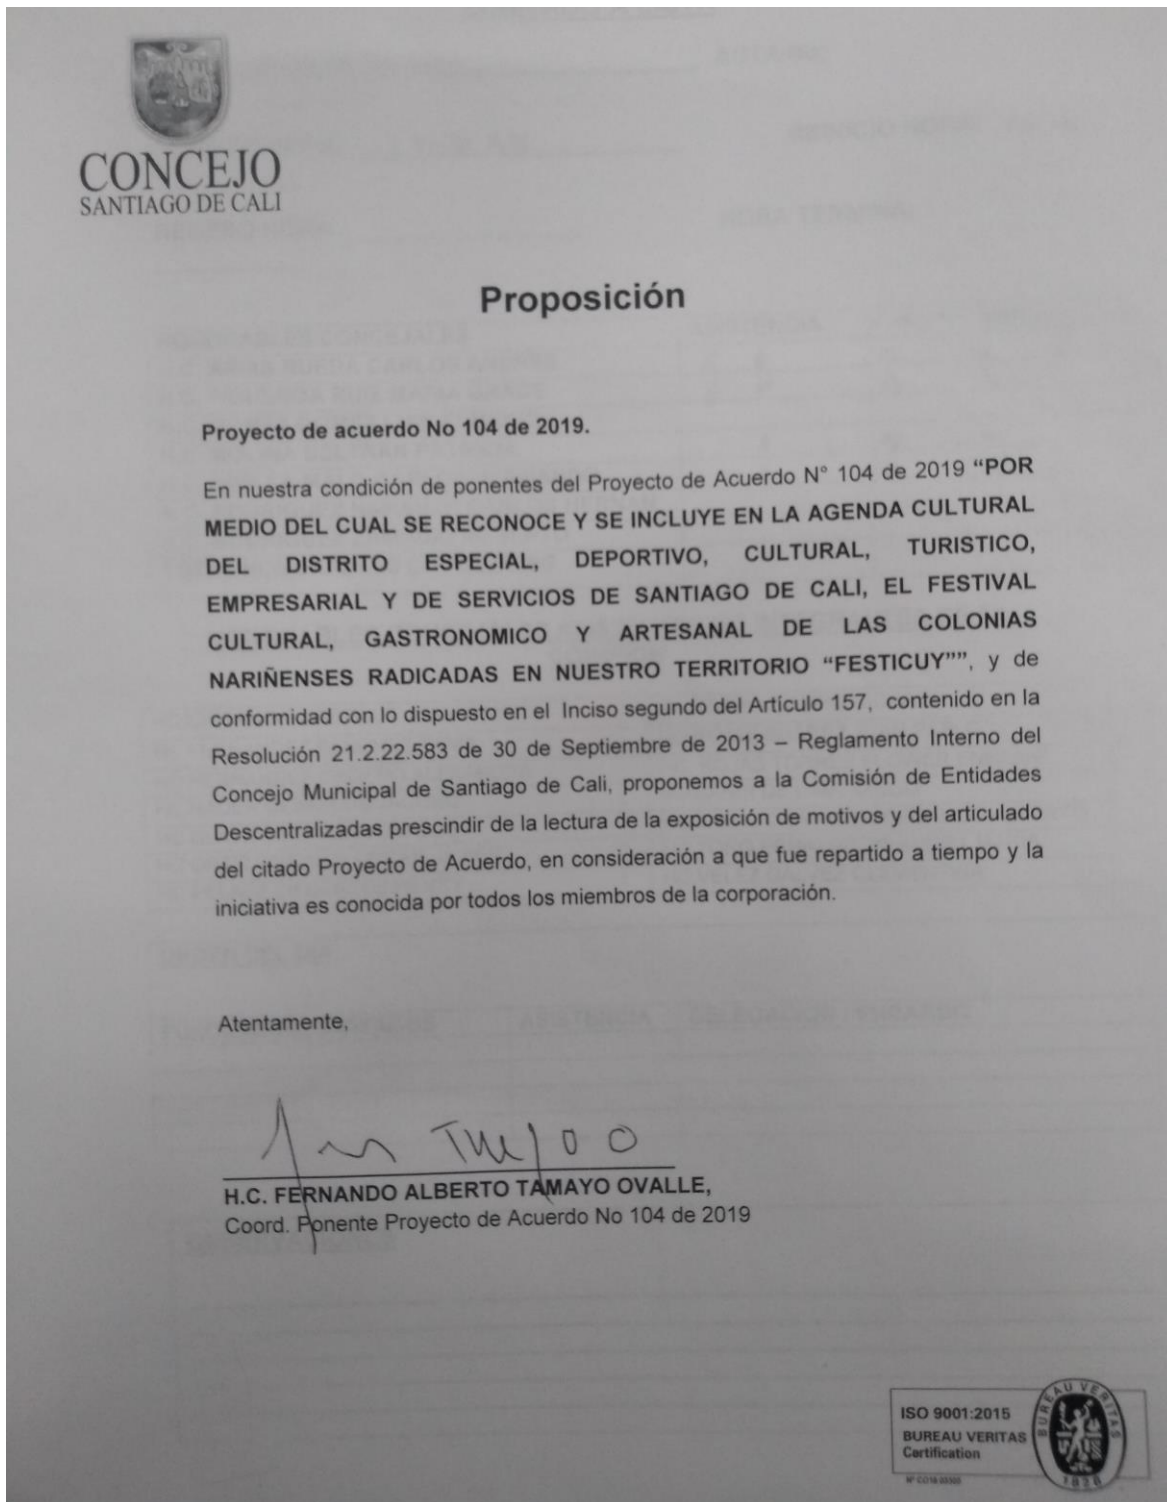 CONCEJO
SANTIAGO DE CALI
Proposición
Proyecto de acuerdo No 104 de 2019.
En nuestra condición de ponentes del Proyecto de Acuerdo N° 104 de 2019 “POR
MEDIO DEL CUAL SE RECONOCE Y SE INCLUYE EN LA AGENDA CULTURAL
DEL DISTRITO ESPECIAL, DEPORTIVO, CULTURAL, TURISTICO,
EMPRESARIAL Y DE SERVICIOS DE SANTIAGO DE CALI, EL FESTIVAL
CULTURAL, GASTRONOMICO Y ARTESANAL DE LAS COLONIAS
NARIÑENSES RADICADAS EN NUESTRO TERRITORIO “FESTICUY””, y de
conformidad con lo dispuesto en el Inciso segundo del Artículo 157, contenido en la
Resolución 21.2.22.583 de 30 de Septiembre de 2013 – Reglamento Interno del
Concejo Municipal de Santiago de Cali, proponemos a la Comisión de Entidades
Descentralizadas prescindir de la lectura de la exposición de motivos y del articulado
del citado Proyecto de Acuerdo, en consideración a que fue repartido a tiempo y la
iniciativa es conocida por todos los miembros de la corporación.
Atentamente,
H.C. FERNANDO ALBERTO TAMAYO OVALLE,
Coord. Ponente Proyecto de Acuerdo No 104 de 2019
ISO 9001:2015
BUREAU VERITAS
Certification
BUREAU VERITAS
1828